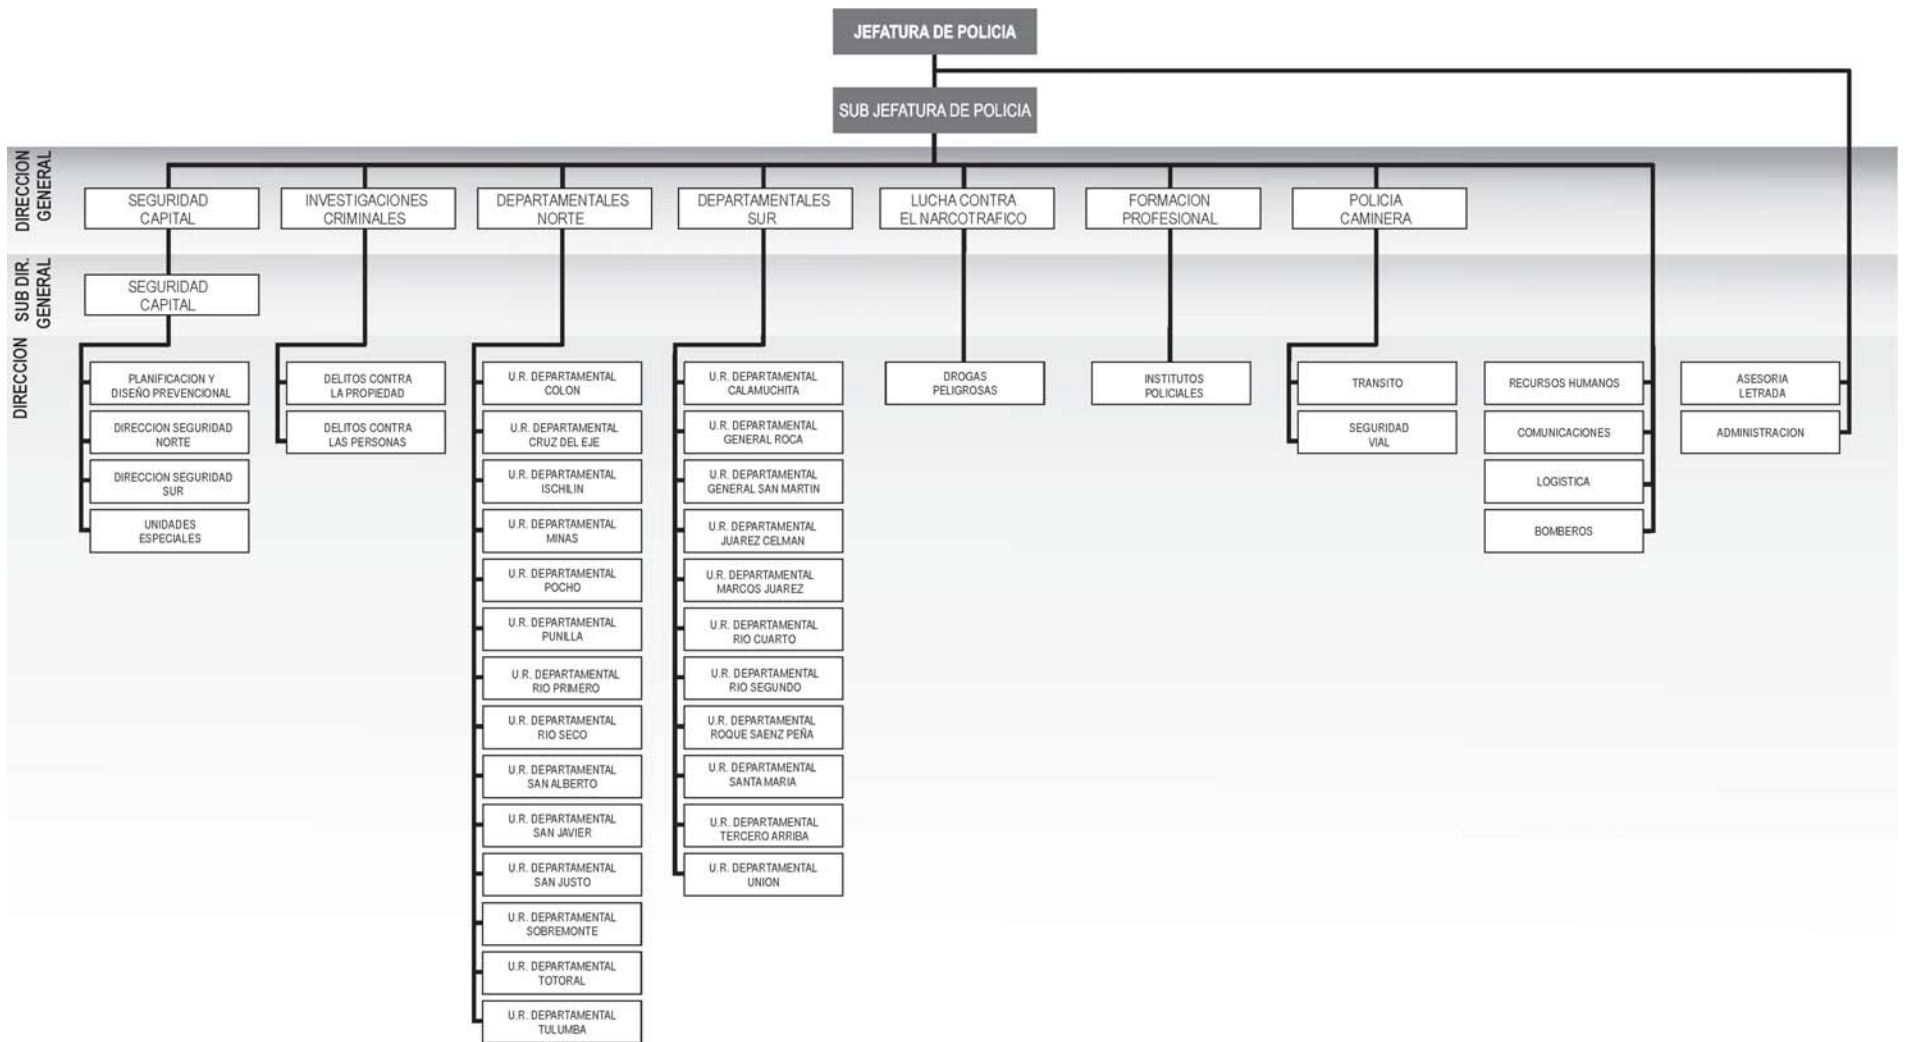 JEFATURA DE POLICIA
SUB JEFATURA DE POLICIA
DIRECCION
GENERAL
SEGURIDAD
CAPITAL
INVESTIGACIONES
CRIMINALES
DEPARTAMENTALES
NORTE
DEPARTAMENTALES
SUR
LUCHA CONTRA
EL NARCOTRAFICO
FORMACION
PROFESIONAL
POLICIA
CAMINERA
SUB DIR.
GENERAL
SEGURIDAD
CAPITAL
DIRECCION
PLANIFICACION Y
DISEÑO PREVENCIONAL
DIRECCION SEGURIDAD
NORTE
DIRECCION SEGURIDAD
SUR
UNIDADES
ESPECIALES
DELITOS CONTRA
LA PROPIEDAD
DELITOS CONTRA
LAS PERSONAS
U.R. DEPARTAMENTAL
COLON
U.R. DEPARTAMENTAL
CRUZ DEL EJE
U.R. DEPARTAMENTAL
ISCHILIN
U.R. DEPARTAMENTAL
MINAS
U.R. DEPARTAMENTAL
POCHO
U.R. DEPARTAMENTAL
PUNILLA
U.R. DEPARTAMENTAL
RIO PRIMERO
U.R. DEPARTAMENTAL
RIO SECO
U.R. DEPARTAMENTAL
SAN ALBERTO
U.R. DEPARTAMENTAL
SAN JAVIER
U.R. DEPARTAMENTAL
SAN JUSTO
U.R. DEPARTAMENTAL
SOBREMONTE
U.R. DEPARTAMENTAL
TOTORAL
U.R. DEPARTAMENTAL
TULUMBA
U.R. DEPARTAMENTAL
CALAMUCHITA
U.R. DEPARTAMENTAL
GENERAL ROCA
U.R. DEPARTAMENTAL
GENERAL SAN MARTIN
U.R. DEPARTAMENTAL
JUAREZ CELMAN
U.R. DEPARTAMENTAL
MARCOS JUAREZ
U.R. DEPARTAMENTAL
RIO CUARTO
U.R. DEPARTAMENTAL
RIO SEGUNDO
U.R. DEPARTAMENTAL
ROQUE SAENZ PEÑA
U.R. DEPARTAMENTAL
SANTA MARIA
U.R. DEPARTAMENTAL
TERCERO ARRIBA
U.R. DEPARTAMENTAL
UNION
DROGAS
PELIGROSAS
INSTITUTOS
POLICIALES
TRANSITO
SEGURIDAD
VIAL
RECURSOS HUMANOS
COMUNICACIONES
LOGISTICA
BOMBEROS
ASESORIA
LETRADA
ADMINISTRACION